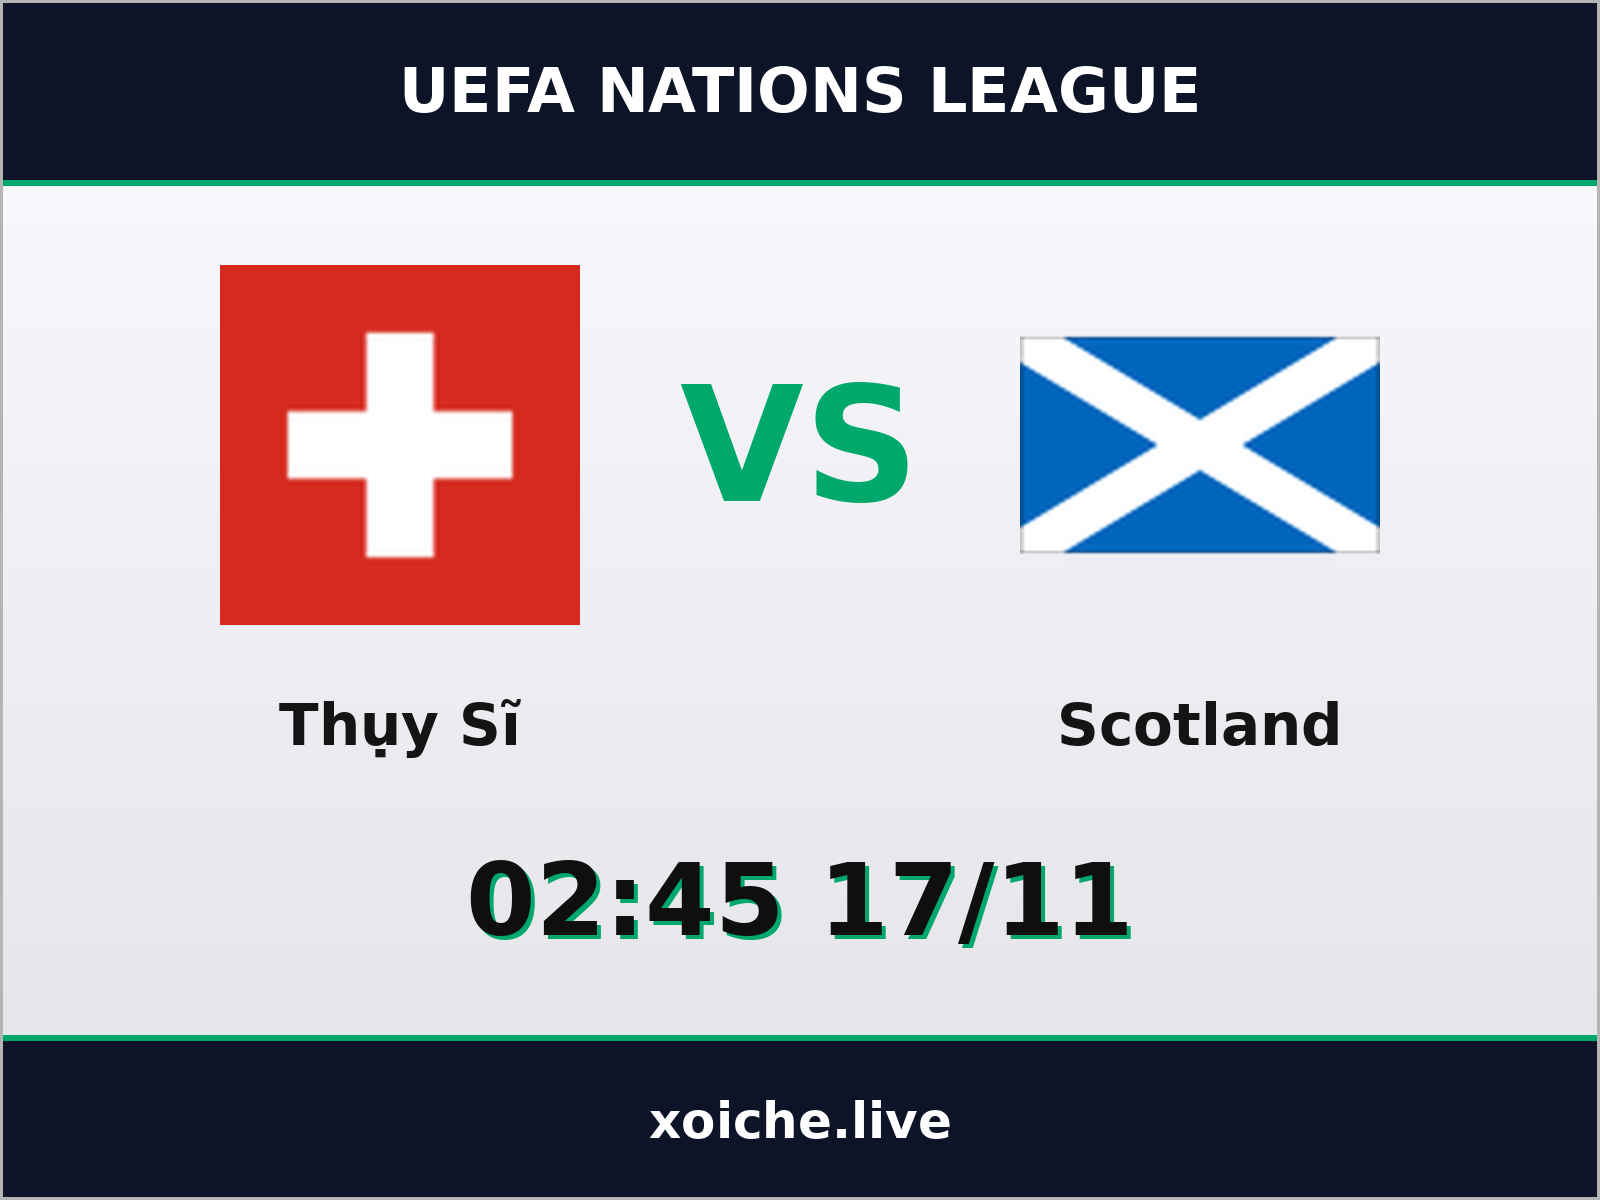 UEFA NATIONS LEAGUE
VS
Thụy Sĩ
Scotland
02:45 17/11
xoiche.live